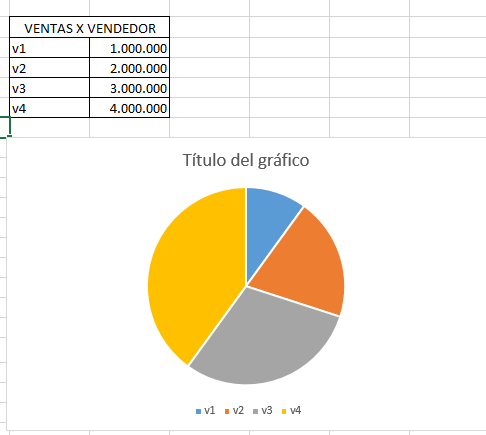 VENTAS X VENDEDOR
v1 1.000.000
v2 2.000.000
v3 3.000.000
v4 4.000.000
Título del gráfico
v1 v2 v3 v4